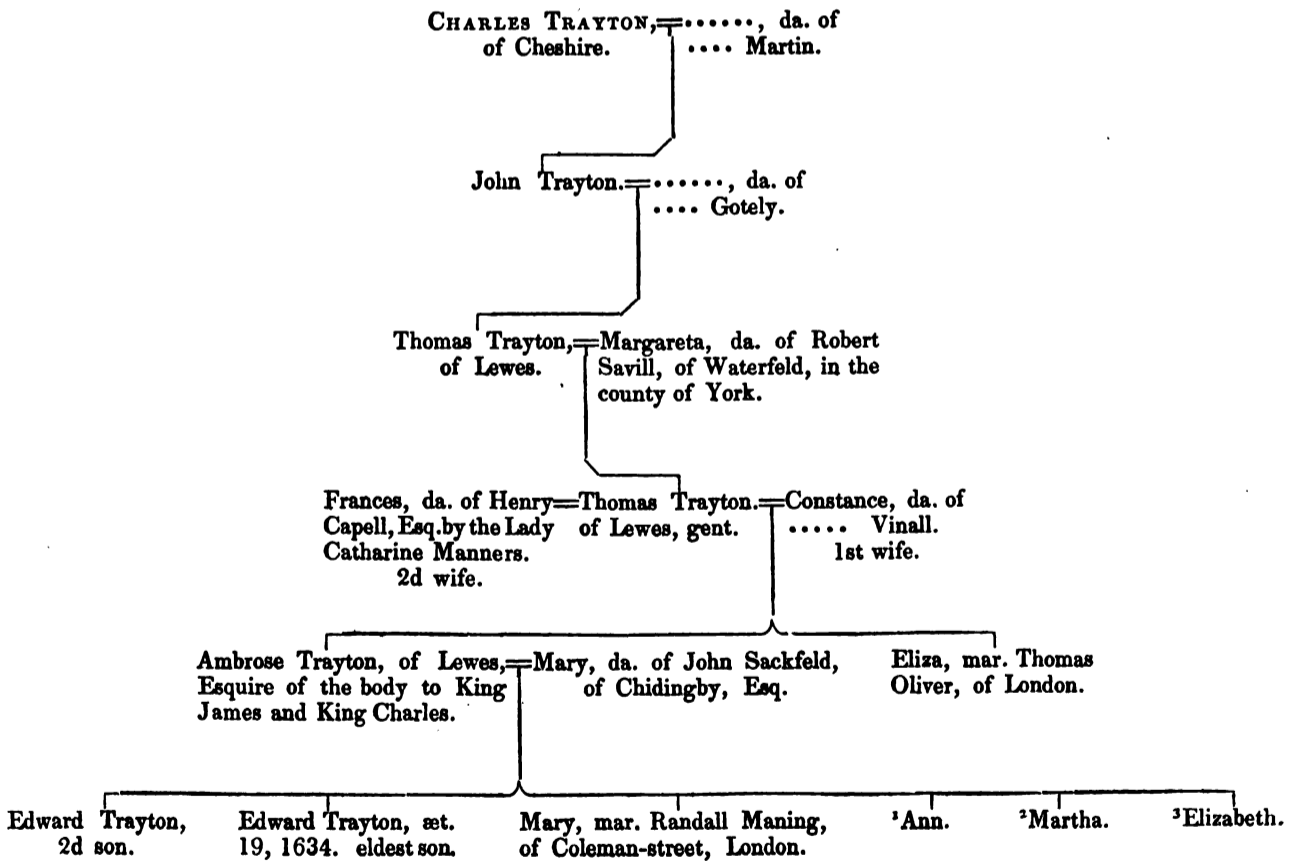 CHARLES TRAYTON,=······, da. of
of Cheshire. ···· Martin.
John Trayton.=······, da. of
···· Gotely.
Thomas Trayton,=Margareta, da. of Robert
of Lewes. Savill, of Waterfeld, in the
county of York.
Frances, da. of Henry=Thomas Trayton.=Constance, da. of
Capell, Esq. by the Lady of Lewes, gent. ····· Vinall.
Catharine Manners. 1st wife.
2d wife.
Ambrose Trayton, of Lewes,=Mary, da. of John Sackfeld, Eliza, mar. Thomas
Esquire of the body to King of Chidingby, Esq. Oliver, of London.
James and King Charles.
Edward Trayton, Edward Trayton, æt. Mary, mar. Randall Maning, ¹Ann. ²Martha. ³Elizabeth.
2d son. 19, 1634. eldest son. of Coleman-street, London.